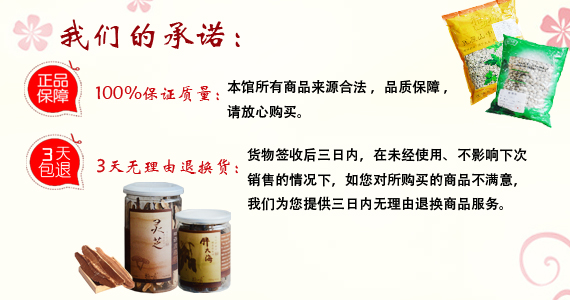 我们的承诺：
正品
保障
100%保证质量：
本馆所有商品来源合法，品质保障，
请放心购买。
3天
包退
3天无理由退换货：
货物签收后三日内，在未经使用、不影响下次
销售的情况下，如您对所购买的商品不满意，
我们为您提供三日内无理由退换商品服务。
灵芝
胖大海